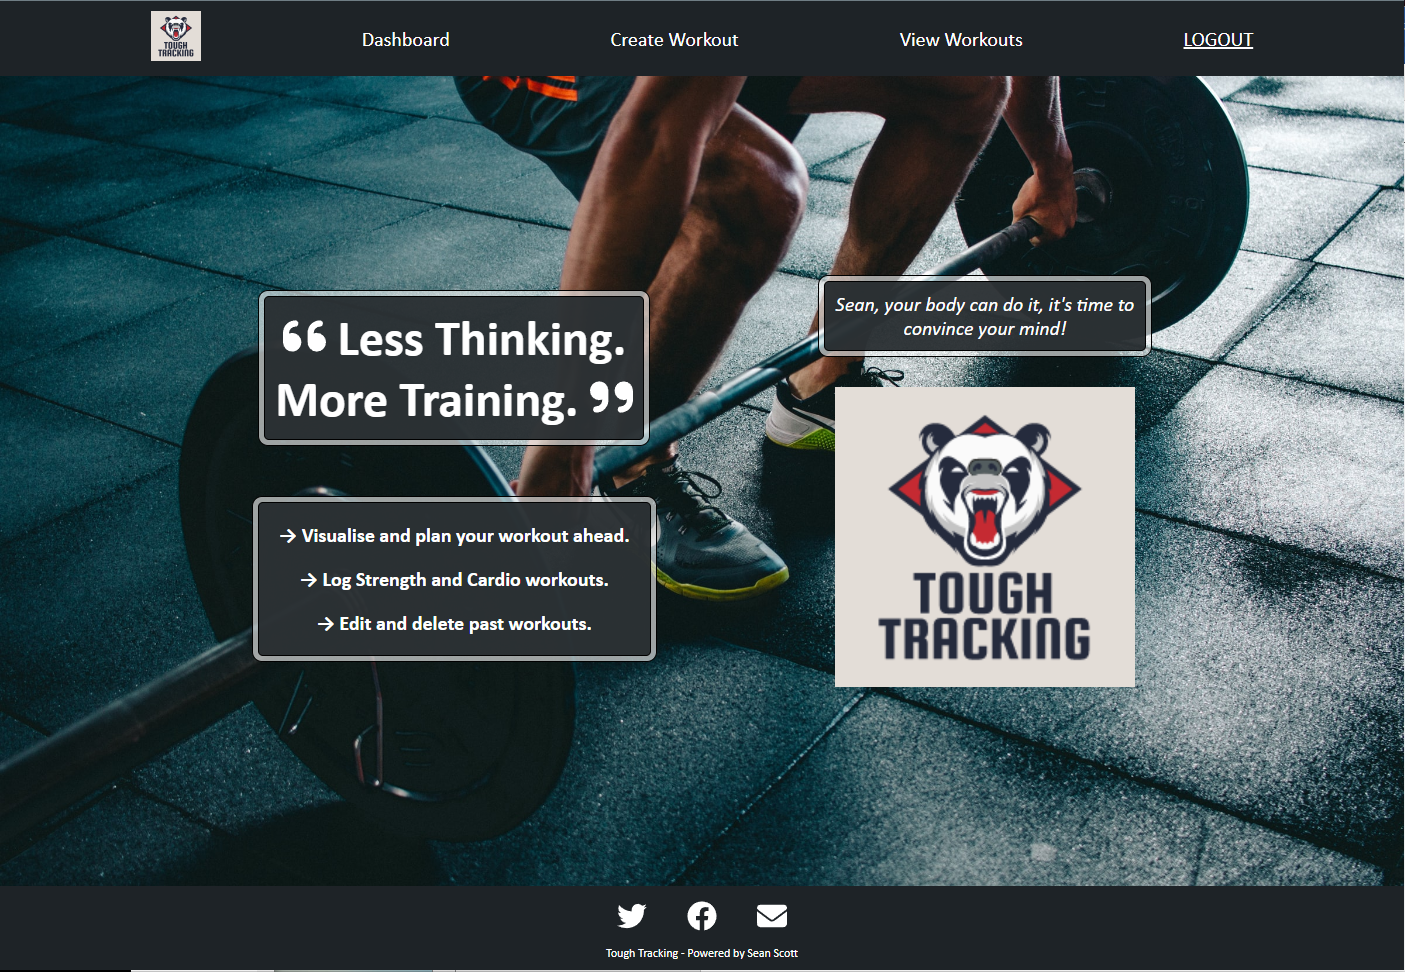 TOUGH
TRACKING
Dashboard
Create Workout
View Workouts
LOGOUT
“ Less Thinking.
More Training. ”
→ Visualise and plan your workout ahead.
→ Log Strength and Cardio workouts.
→ Edit and delete past workouts.
Sean, your body can do it, it's time to
convince your mind!
TOUGH
TRACKING
Tough Tracking - Powered by Sean Scott